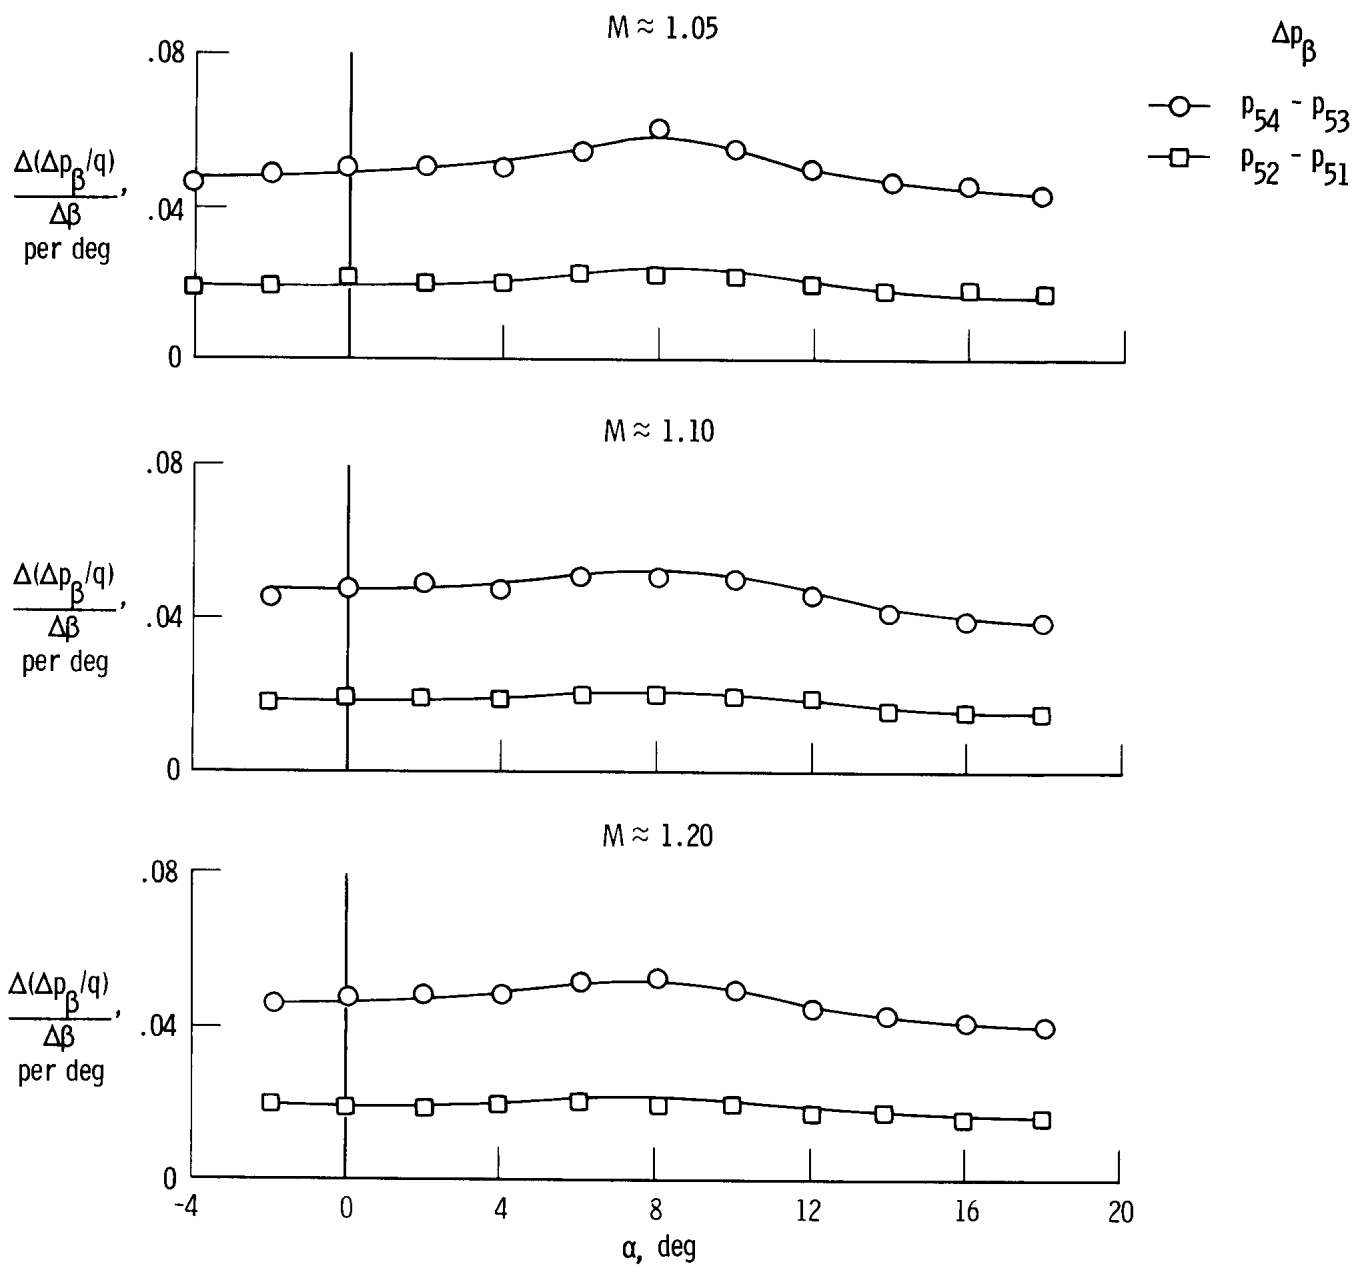 M ≈ 1.05
Δp_β
p_54 - p_53
p_52 - p_51
.08
.04
0
Δ(Δp_β/q)
Δβ ,
per deg
M ≈ 1.10
.08
.04
0
Δ(Δp_β/q)
Δβ ,
per deg
M ≈ 1.20
.08
.04
0
Δ(Δp_β/q)
Δβ ,
per deg
-4 0 4 8 12 16 20
α, deg